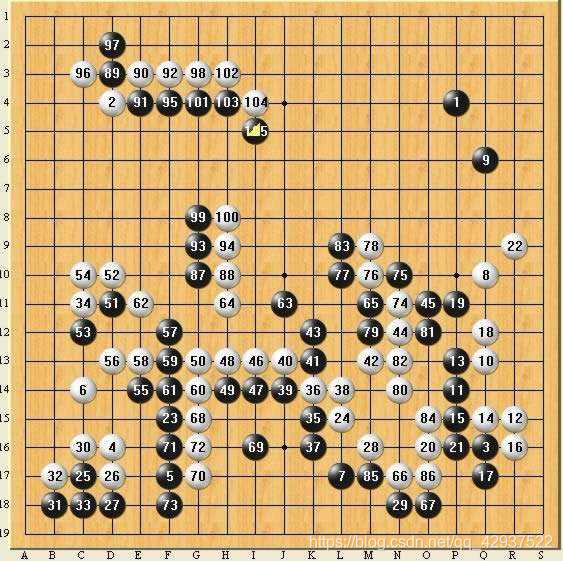 1
2 97
3 96 89 90 92 98 102
4 2 91 95 101 103 104 1
5 105
6 9
7
8 99 100
9 93 94 83 78 22
10 54 52 87 88 77 76 75 8
11 34 51 62 64 63 65 74 45 19
12 53 57 43 79 44 81 18
13 56 58 59 50 48 46 40 41 42 82 13 10
14 6 55 61 60 49 47 39 36 38 80 11
15 23 68 35 24 84 15 14 12
16 30 4 71 72 69 37 28 20 21 3 16
17 32 25 26 5 70 7 85 66 86 17
18 31 33 27 73 29 67
19
https://blog.csdn.net/qq_42937522
A B C D E F G H I J K L M N O P Q R S